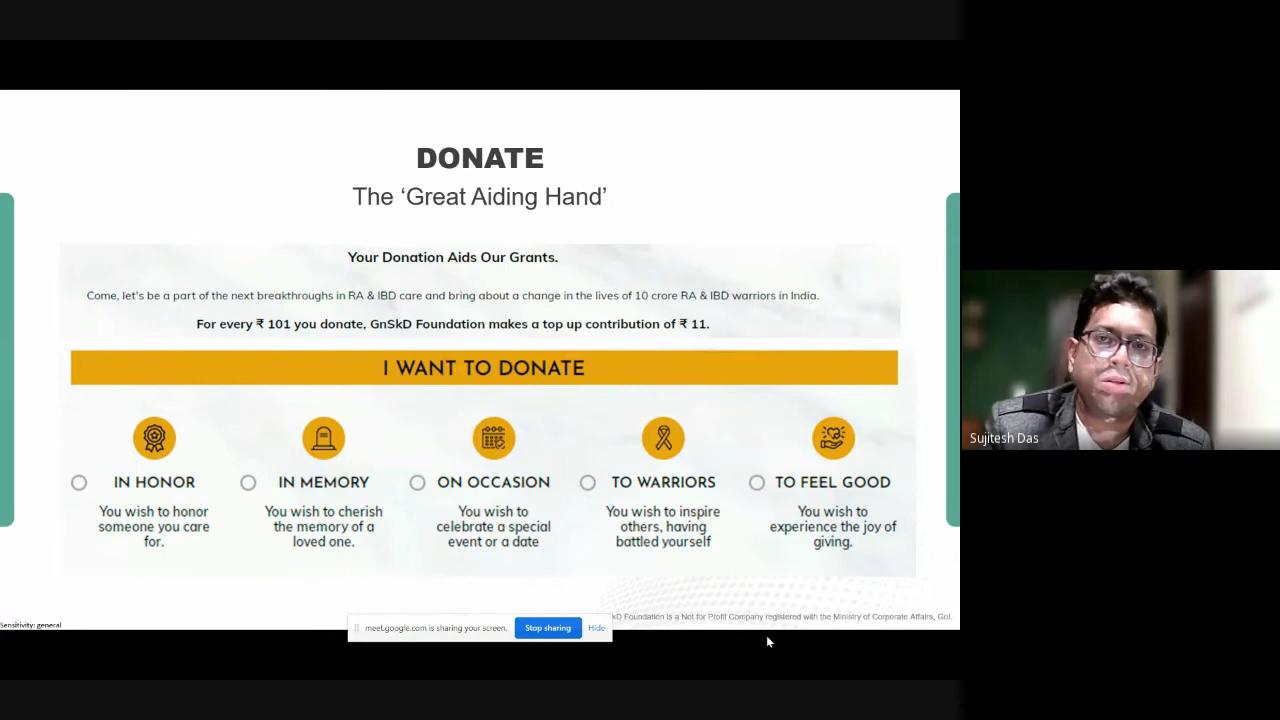 DONATE
The ‘Great Aiding Hand’
Your Donation Aids Our Grants.
Come, let's be a part of the next breakthroughs in RA & IBD care and bring about a change in the lives of 10 crore RA & IBD warriors in India.
For every ₹ 101 you donate, GnSkD Foundation makes a top up contribution of ₹ 11.
I WANT TO DONATE
IN HONOR
You wish to honor
someone you care
for.
IN MEMORY
You wish to cherish
the memory of a
loved one.
ON OCCASION
You wish to
celebrate a special
event or a date
TO WARRIORS
You wish to inspire
others, having
battled yourself
TO FEEL GOOD
You wish to
experience the joy of
giving.
Sujitesh Das
kD Foundation is a Not for Profit Company registered with the Ministry of Corporate Affairs, GoI.
Sensitivity: general
meet.google.com is sharing your screen.
Stop sharing
Hide